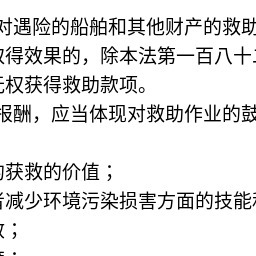 对遇险的船舶和其他财产的救助
取得效果的，除本法第一百八十二
无权获得救助款项。
报酬，应当体现对救助作业的鼓
的获救的价值；
者减少环境污染损害方面的技能和
效；